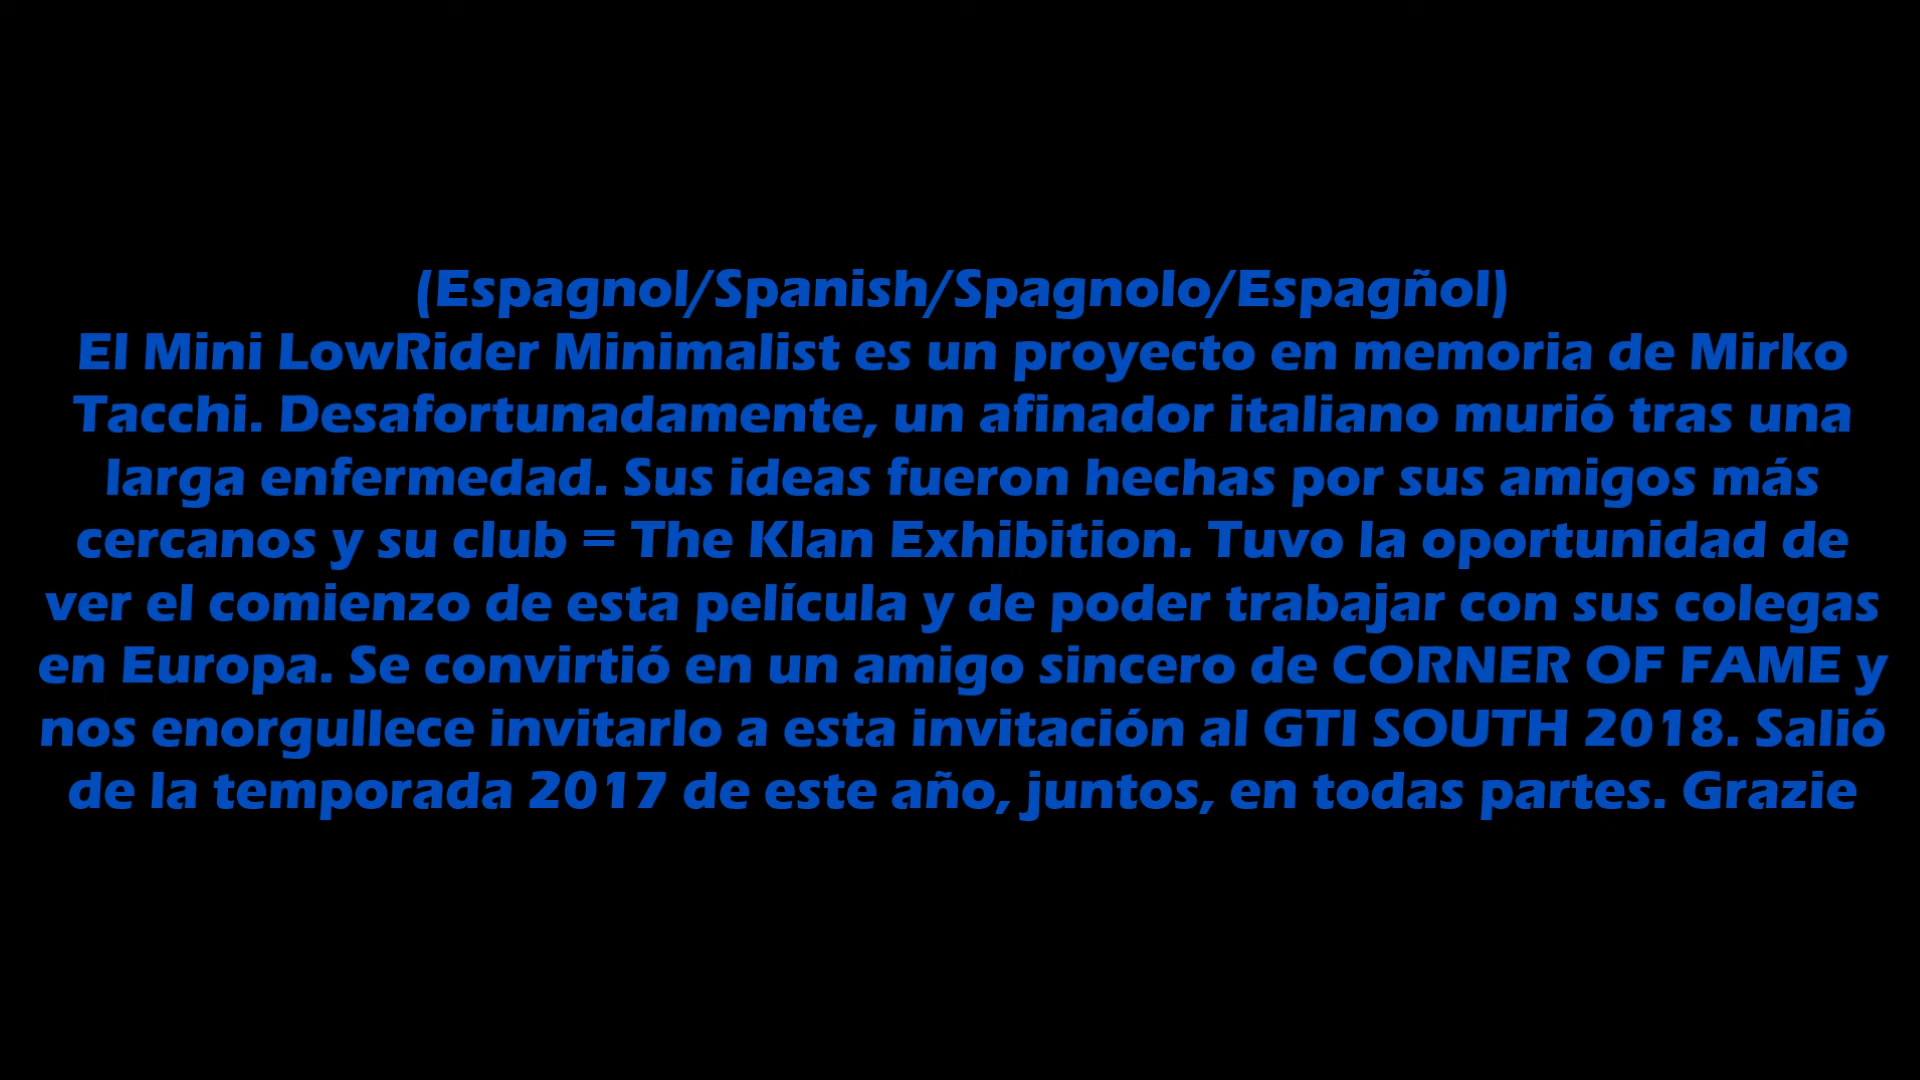 (Espagnol/Spanish/Spagnolo/Espagñol)
El Mini LowRider Minimalist es un proyecto en memoria de Mirko
Tacchi. Desafortunadamente, un afinador italiano murió tras una
larga enfermedad. Sus ideas fueron hechas por sus amigos más
cercanos y su club = The Klan Exhibition. Tuvo la oportunidad de
ver el comienzo de esta película y de poder trabajar con sus colegas
en Europa. Se convirtió en un amigo sincero de CORNER OF FAME y
nos enorgullece invitarlo a esta invitación al GTI SOUTH 2018. Salió
de la temporada 2017 de este año, juntos, en todas partes. Grazie